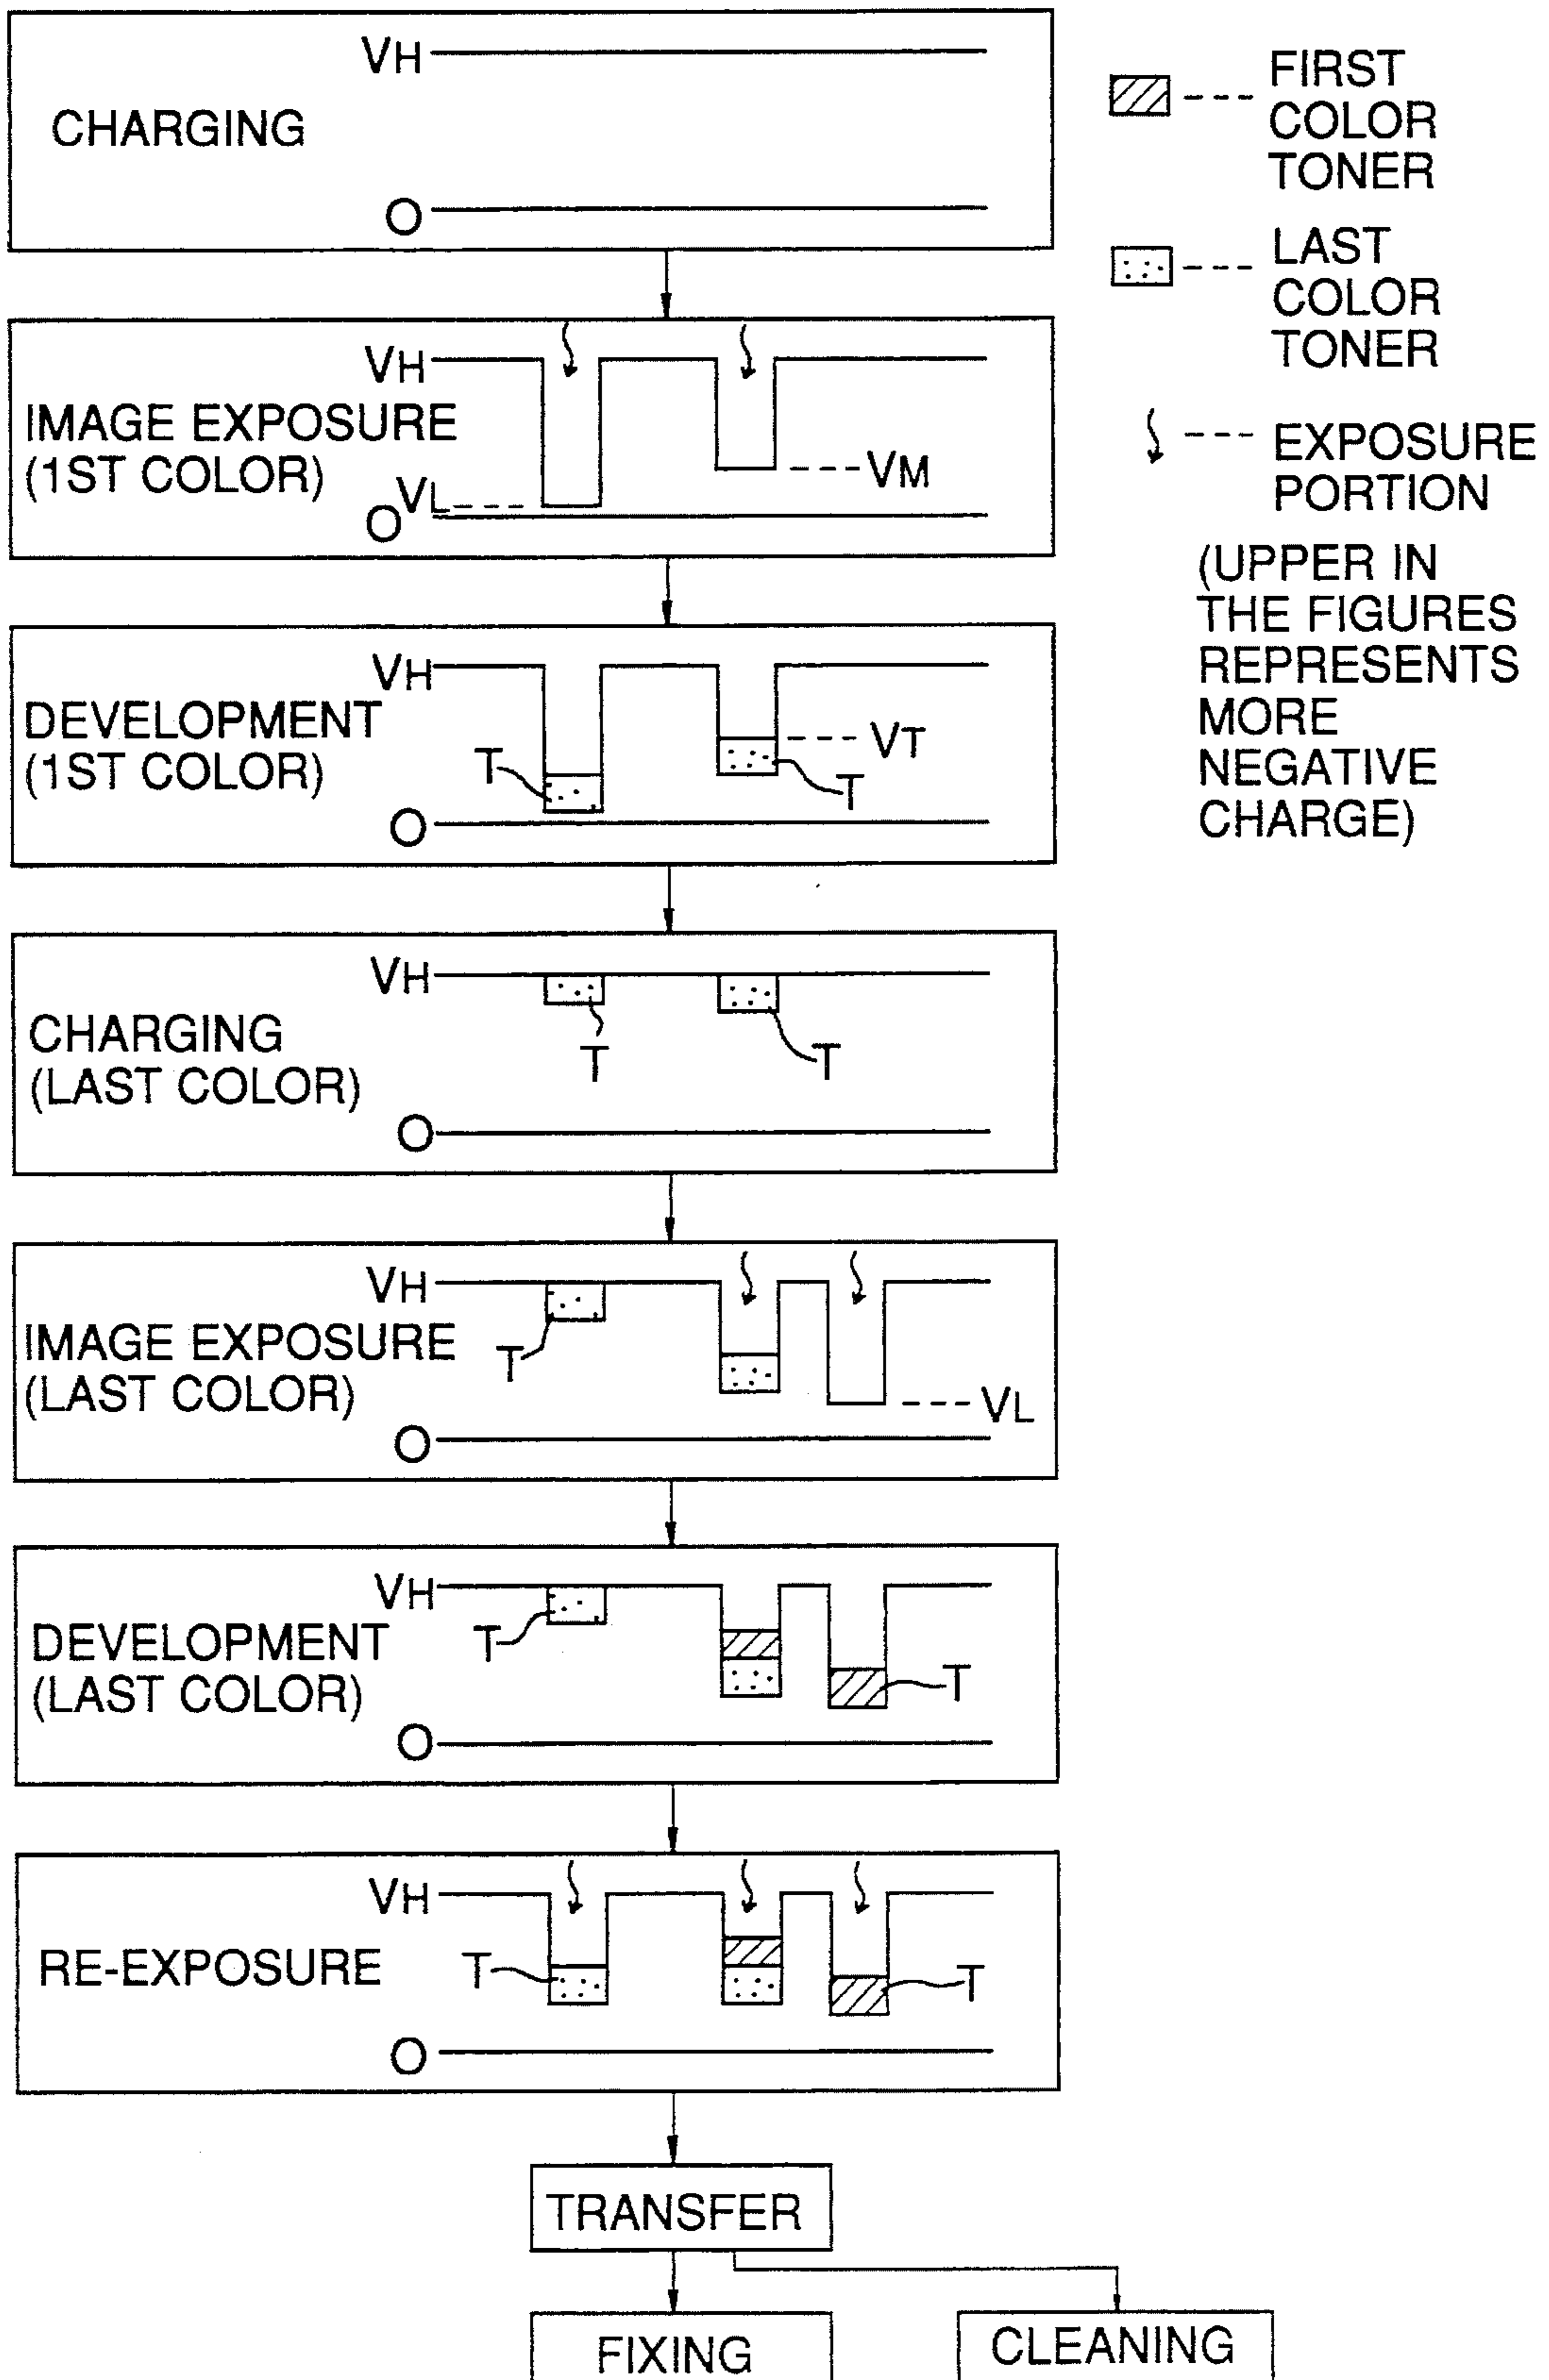 VH
CHARGING
O
FIRST
COLOR
TONER
LAST
COLOR
TONER
EXPOSURE
PORTION
(UPPER IN
THE FIGURES
REPRESENTS
MORE
NEGATIVE
CHARGE)
VH
IMAGE EXPOSURE
(1ST COLOR)
VM
VL
O
VH
DEVELOPMENT
(1ST COLOR)
VT
T
T
O
VH
CHARGING
(LAST COLOR)
T
T
O
VH
IMAGE EXPOSURE
(LAST COLOR)
T
VL
O
VH
DEVELOPMENT
(LAST COLOR)
T
T
O
VH
RE-EXPOSURE
T
T
O
TRANSFER
FIXING
CLEANING